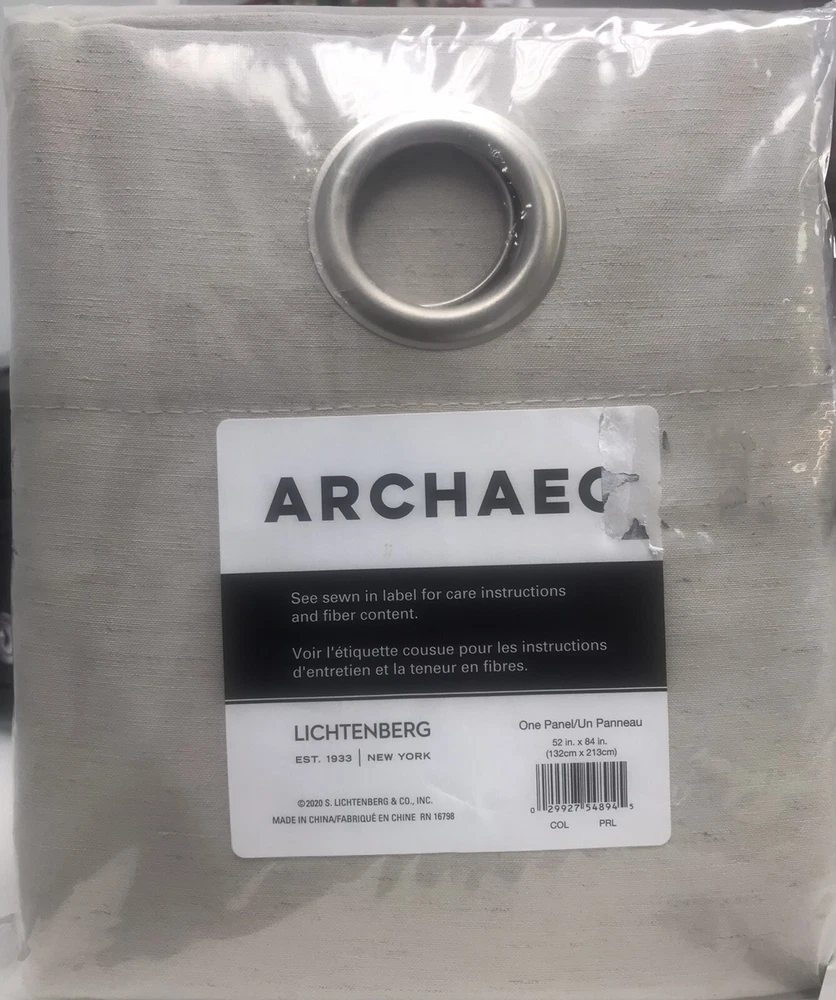 ARCHAEO
See sewn in label for care instructions
and fiber content.
Voir l'étiquette cousue pour les instructions
d'entretien et la teneur en fibres.
LICHTENBERG
EST. 1933 | NEW YORK
©2020 S. LICHTENBERG & CO., INC.
MADE IN CHINA/FABRIQUÉ EN CHINE RN 16798
One Panel/Un Panneau
52 in. x 84 in.
(132cm x 213cm)
0 29927 54894 5
COL PRL